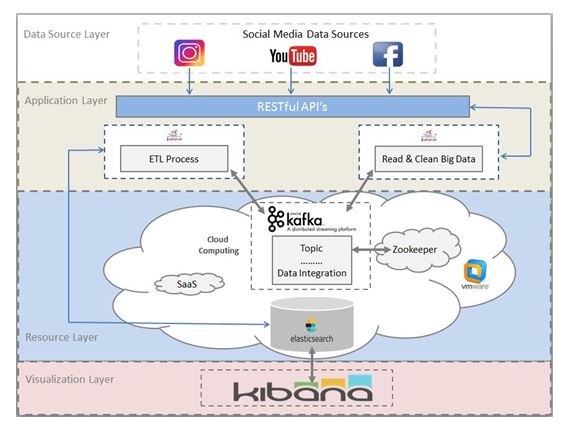 Data Source Layer
Social Media Data Sources
YouTube
Application Layer
RESTful API's
Java
Java
ETL Process
Read & Clean Big Data
kafka
A distributed streaming platform
Cloud
Computing
Topic
.........
Data Integration
Zookeeper
SaaS
vmware
elasticsearch
Resource Layer
Visualization Layer
kibana